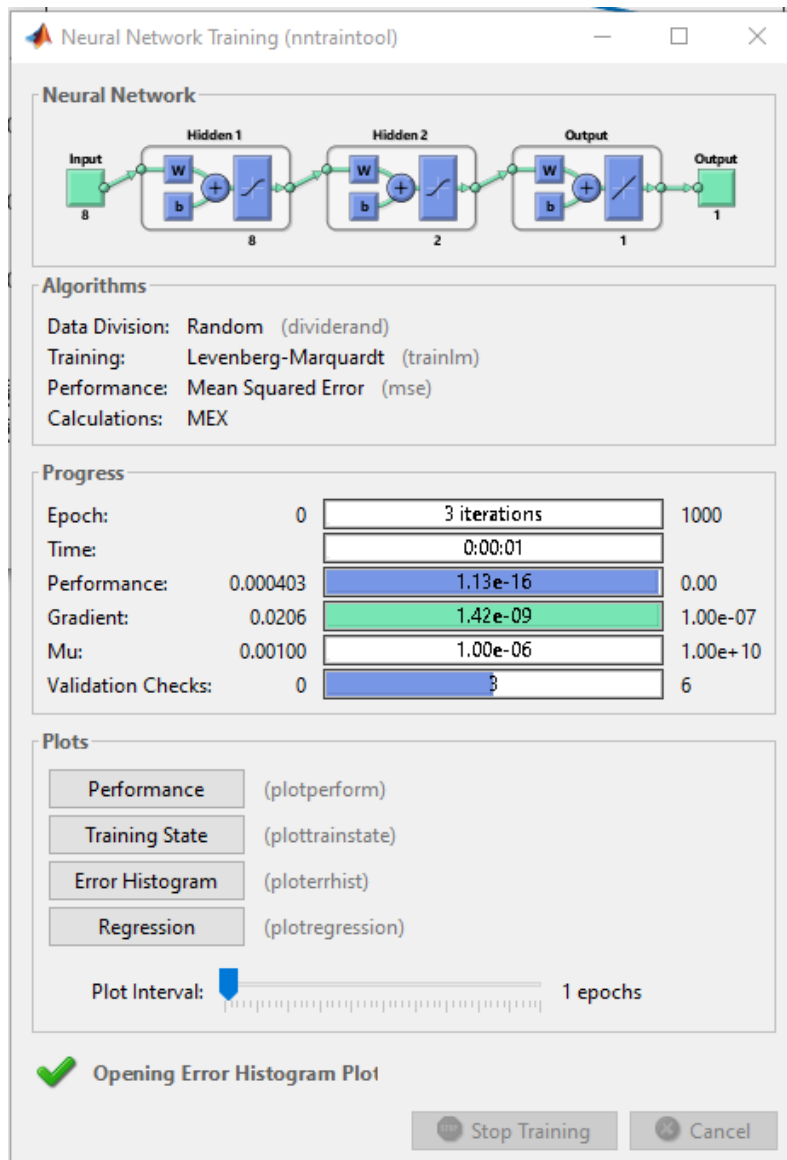 Neural Network Training (nntraintool)
Neural Network
Hidden 1 Hidden 2 Output
Input Output
W W W
b b b
8 1
8 2 1
Algorithms
Data Division: Random (dividerand)
Training: Levenberg-Marquardt (trainlm)
Performance: Mean Squared Error (mse)
Calculations: MEX
Progress
Epoch: 0 3 iterations 1000
Time: 0:00:01
Performance: 0.000403 1.13e-16 0.00
Gradient: 0.0206 1.42e-09 1.00e-07
Mu: 0.00100 1.00e-06 1.00e+10
Validation Checks: 0 3 6
Plots
Performance (plotperform)
Training State (plottrainstate)
Error Histogram (ploterrhist)
Regression (plotregression)
Plot Interval: 1 epochs
Opening Error Histogram Plot
Stop Training Cancel